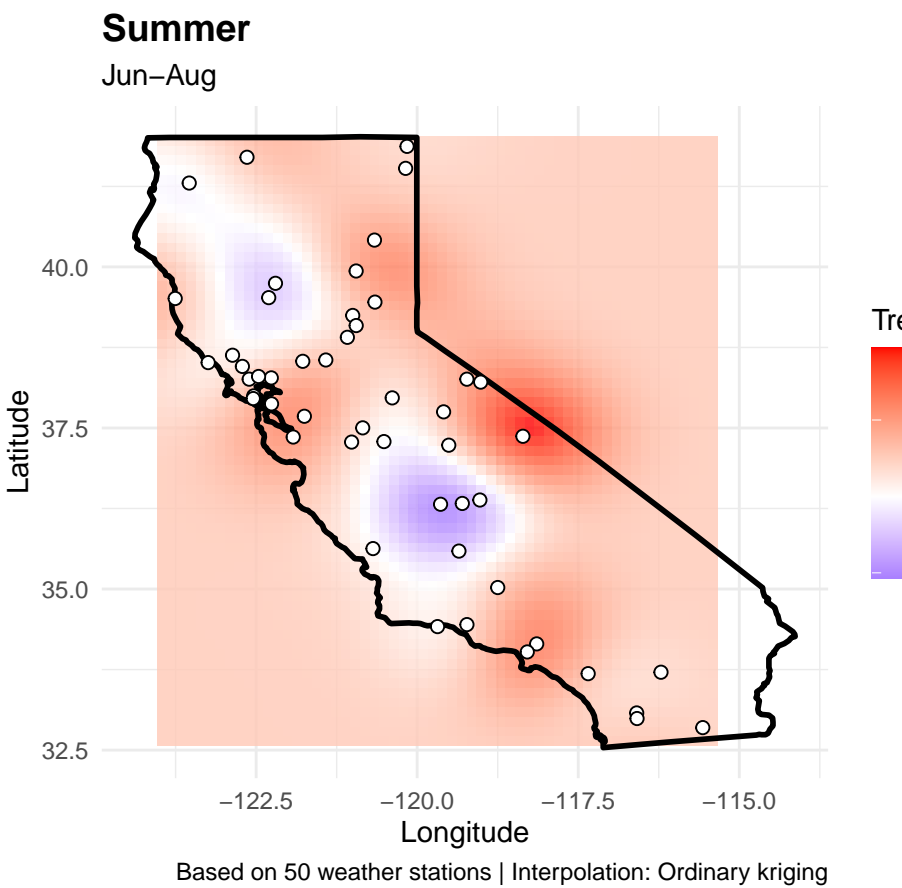 Summer
Jun−Aug
Tre
40.0
37.5
35.0
32.5
Latitude
−122.5 −120.0 −117.5 −115.0
Longitude
Based on 50 weather stations | Interpolation: Ordinary kriging